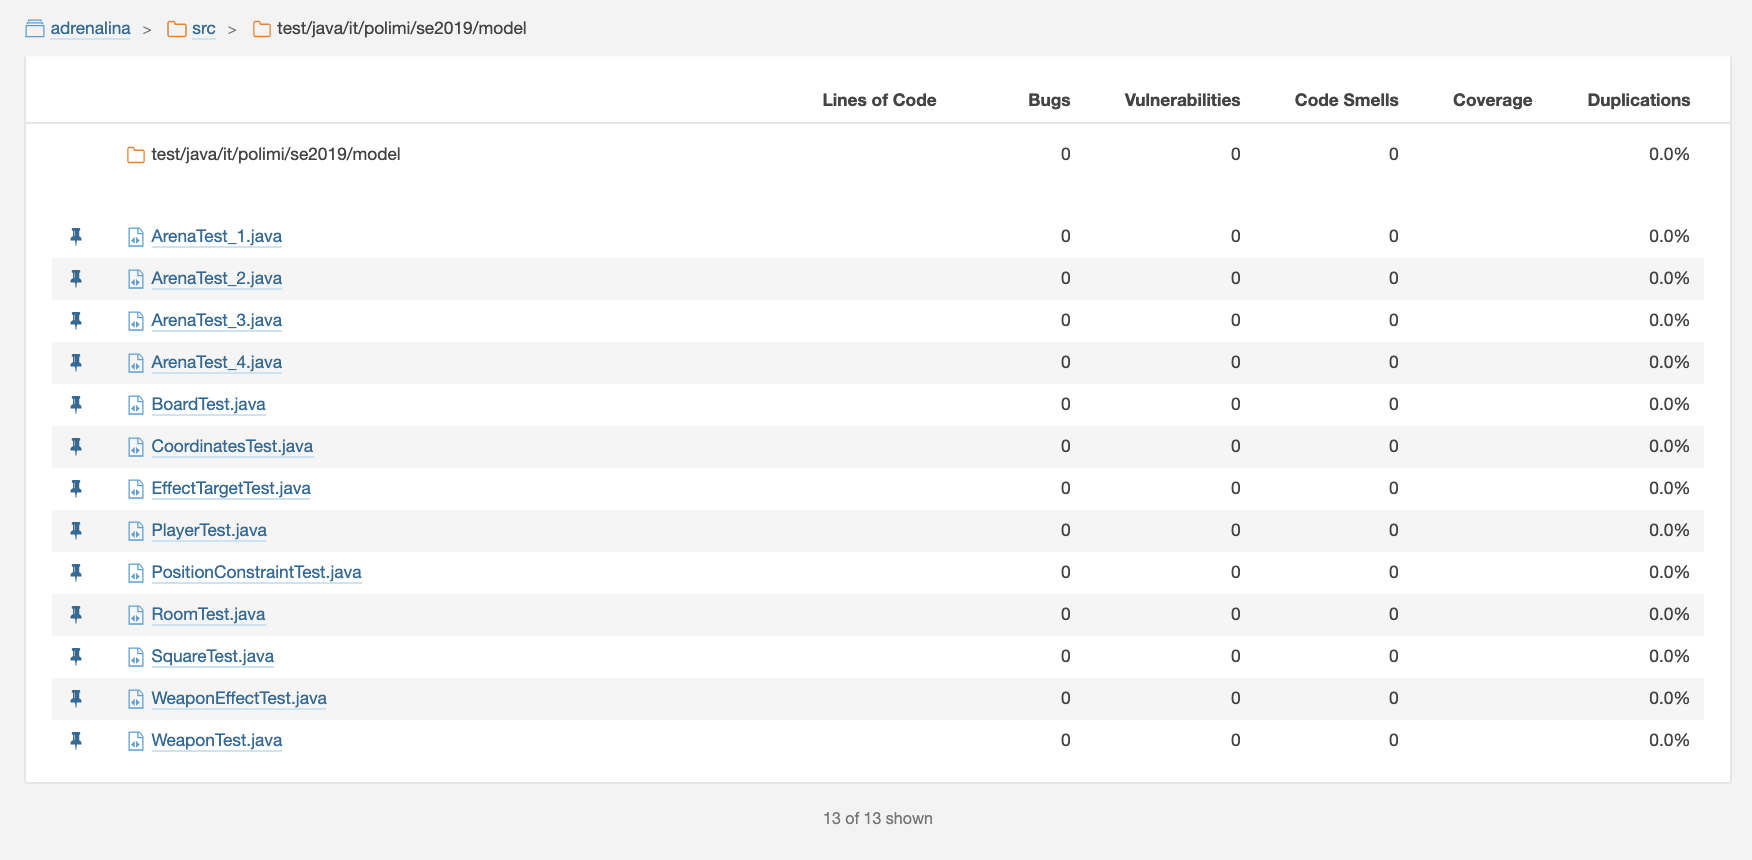 adrenalina > src > test/java/it/polimi/se2019/model
Lines of Code Bugs Vulnerabilities Code Smells Coverage Duplications
test/java/it/polimi/se2019/model 0 0 0 0.0%
ArenaTest_1.java 0 0 0 0.0%
ArenaTest_2.java 0 0 0 0.0%
ArenaTest_3.java 0 0 0 0.0%
ArenaTest_4.java 0 0 0 0.0%
BoardTest.java 0 0 0 0.0%
CoordinatesTest.java 0 0 0 0.0%
EffectTargetTest.java 0 0 0 0.0%
PlayerTest.java 0 0 0 0.0%
PositionConstraintTest.java 0 0 0 0.0%
RoomTest.java 0 0 0 0.0%
SquareTest.java 0 0 0 0.0%
WeaponEffectTest.java 0 0 0 0.0%
WeaponTest.java 0 0 0 0.0%
13 of 13 shown